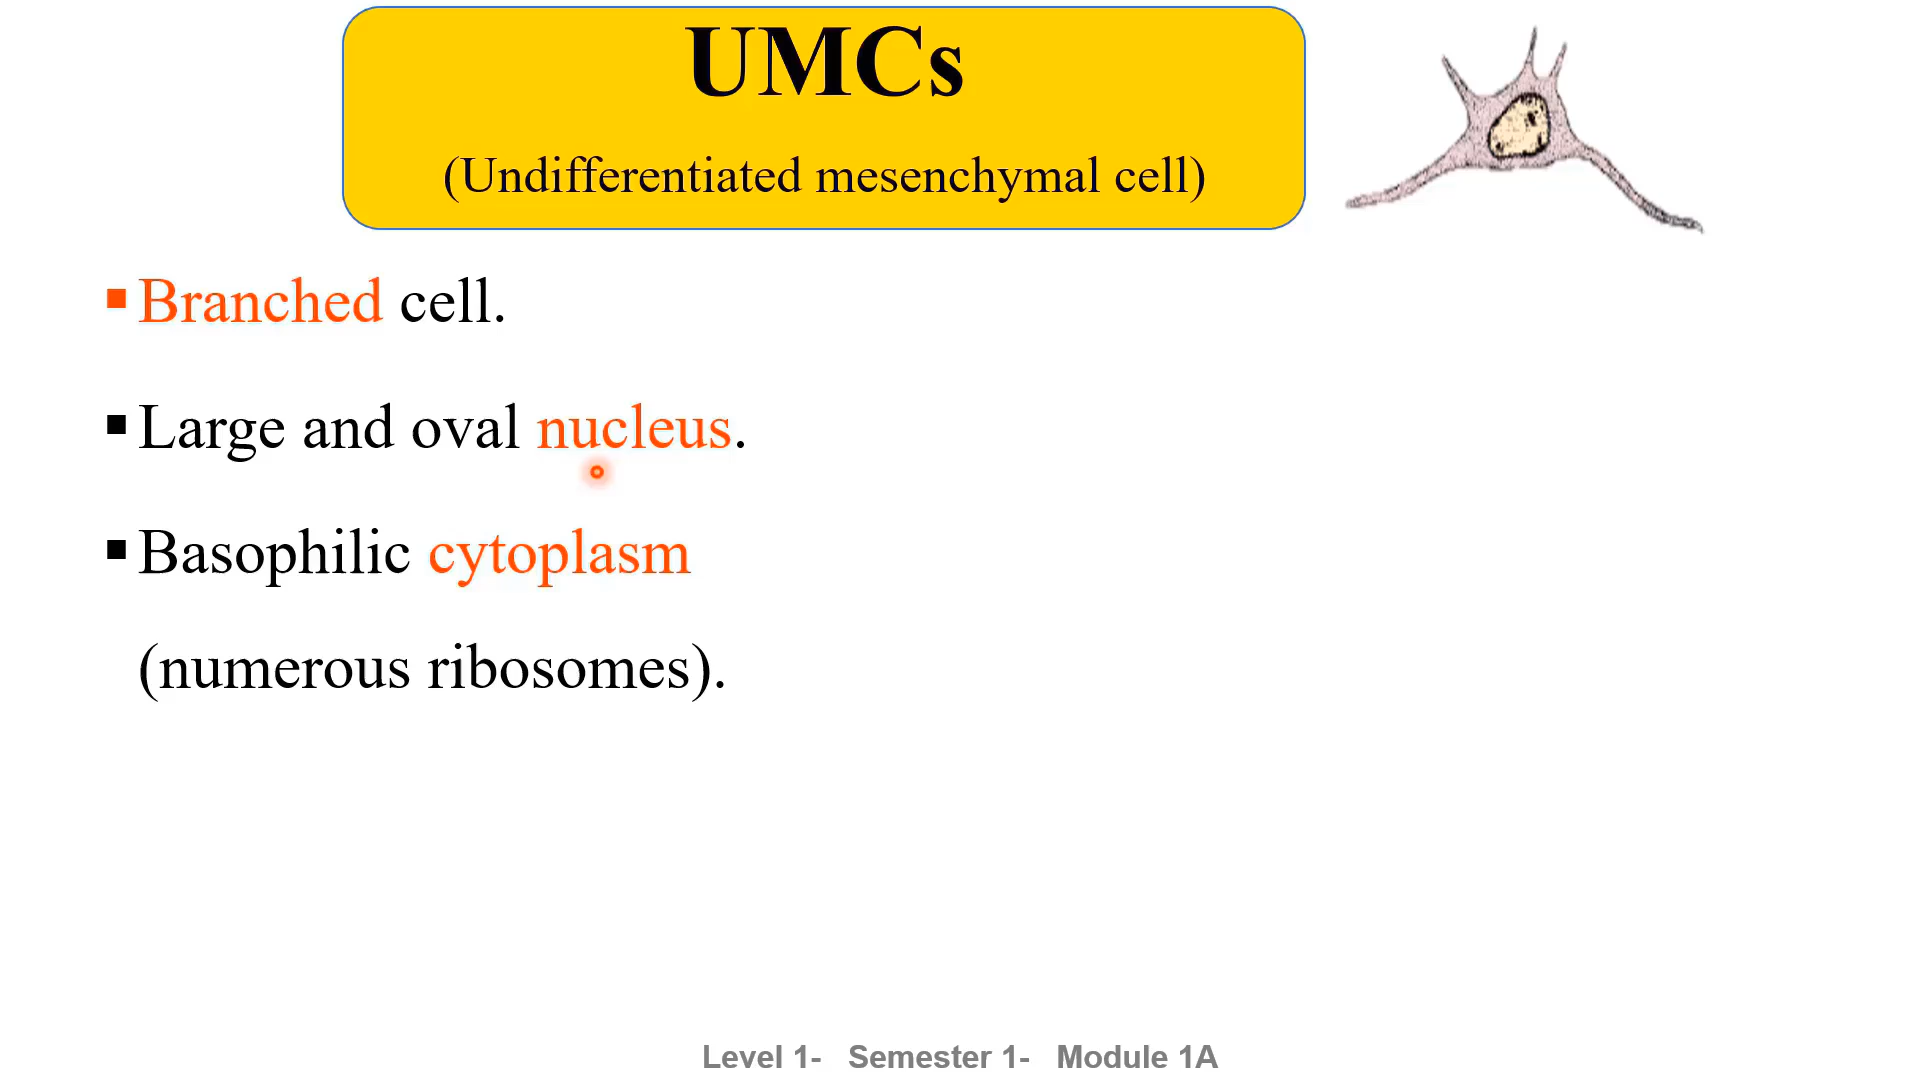 UMCs
(Undifferentiated mesenchymal cell)
▪Branched cell.
▪Large and oval nucleus.
▪Basophilic cytoplasm
(numerous ribosomes).
Level 1- Semester 1- Module 1A